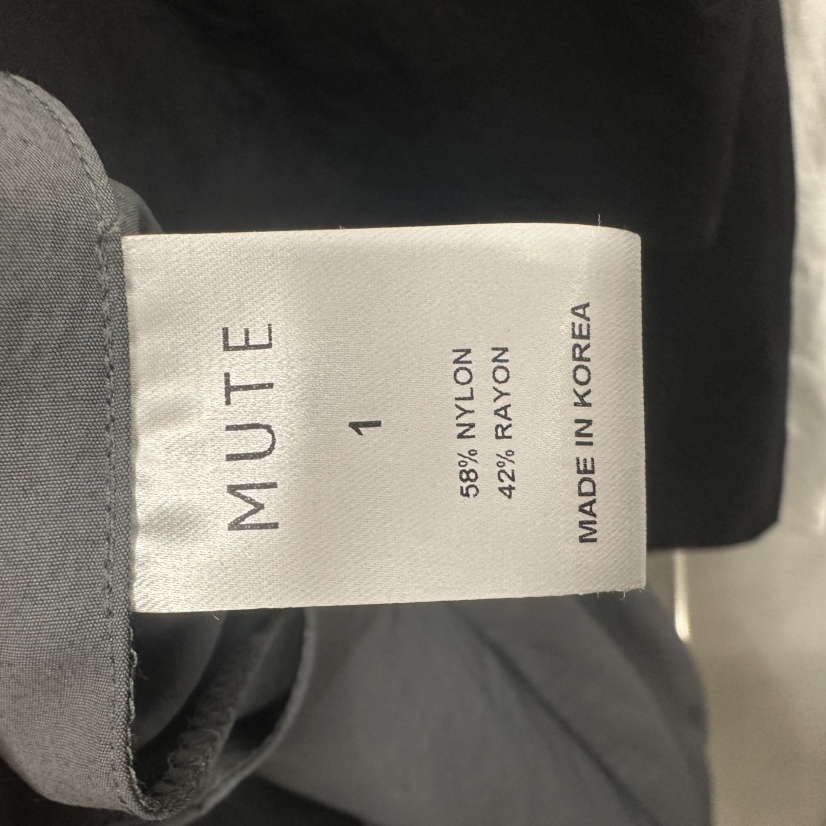 MUTE
1
58% NYLON
42% RAYON
MADE IN KOREA